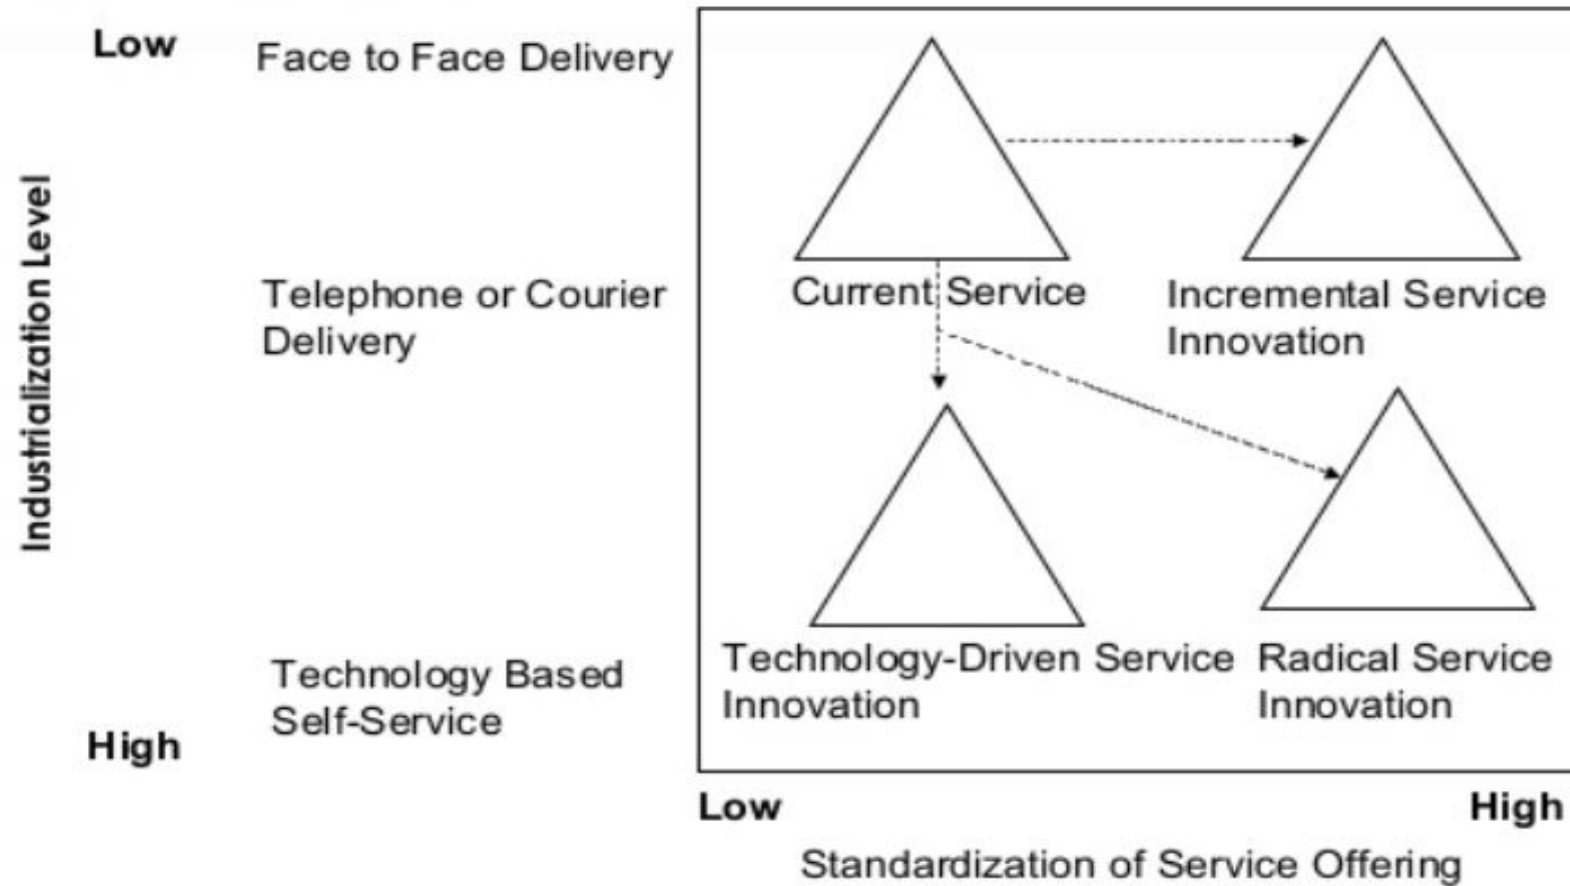 Low
Face to Face Delivery
Industrialization Level
Telephone or Courier
Delivery
Current Service
Incremental Service
Innovation
Technology Based
Self-Service
Technology-Driven Service
Innovation
Radical Service
Innovation
High
Low
High
Standardization of Service Offering